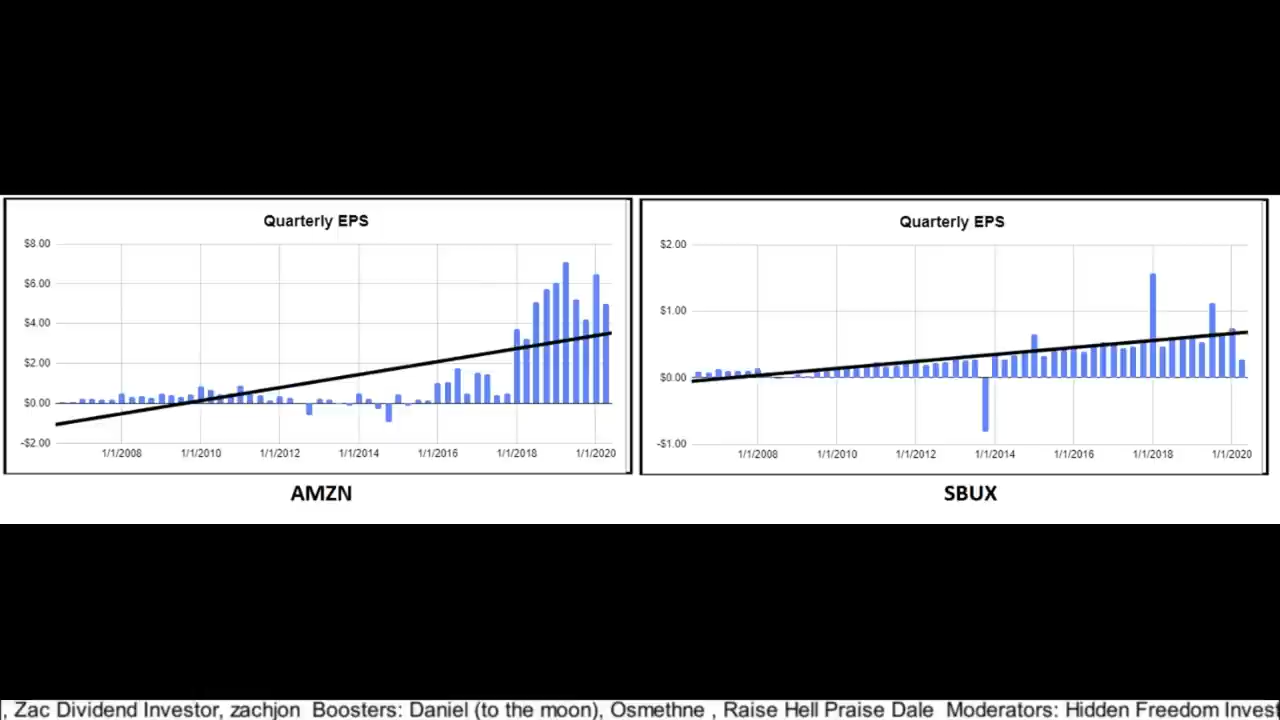 Quarterly EPS
$8.00
$6.00
$4.00
$2.00
$0.00
-$2.00
1/1/2008 1/1/2010 1/1/2012 1/1/2014 1/1/2016 1/1/2018 1/1/2020
AMZN
Quarterly EPS
$2.00
$1.00
$0.00
-$1.00
1/1/2008 1/1/2010 1/1/2012 1/1/2014 1/1/2016 1/1/2018 1/1/2020
SBUX
, Zac Dividend Investor, zachjon Boosters: Daniel (to the moon), Osmethne , Raise Hell Praise Dale Moderators: Hidden Freedom Invest